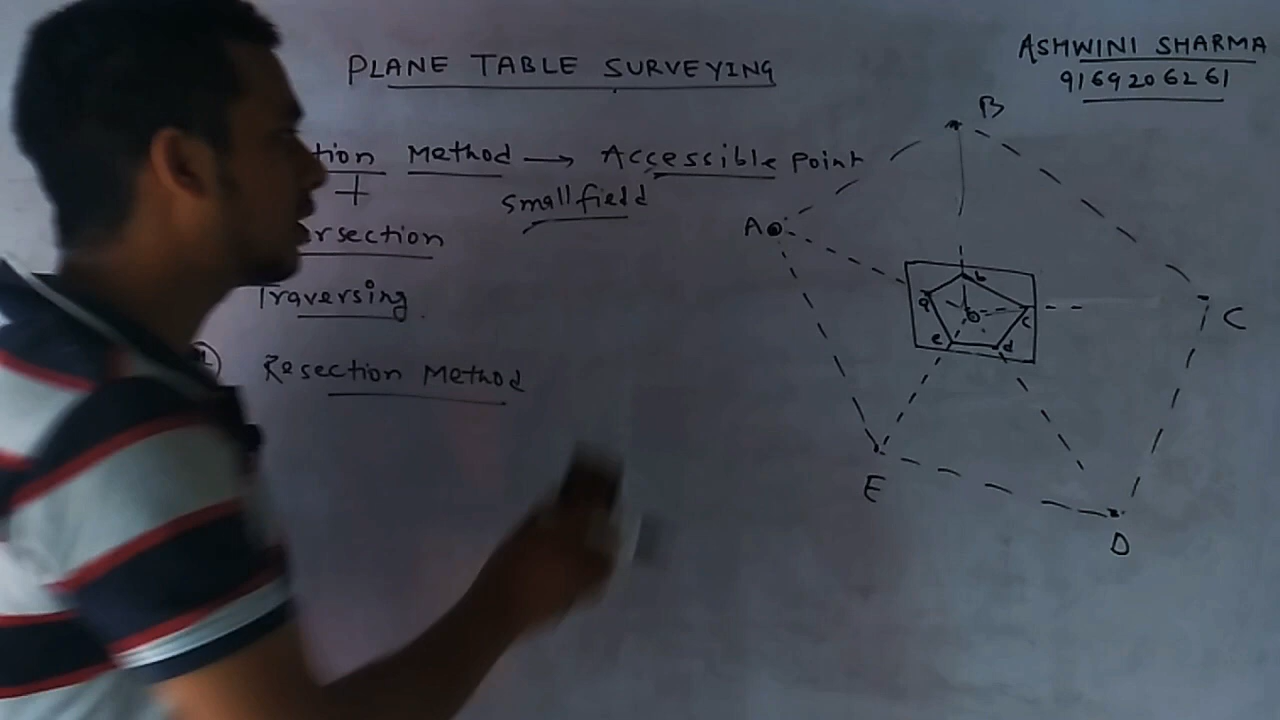 PLANE TABLE SURVEYING
ASHWINI SHARMA
9169206261
tion Method → Accessible Point
+
small field
rsection
Traversing.
Resection Method
B
A
C
E
D
a
b
c
d
e